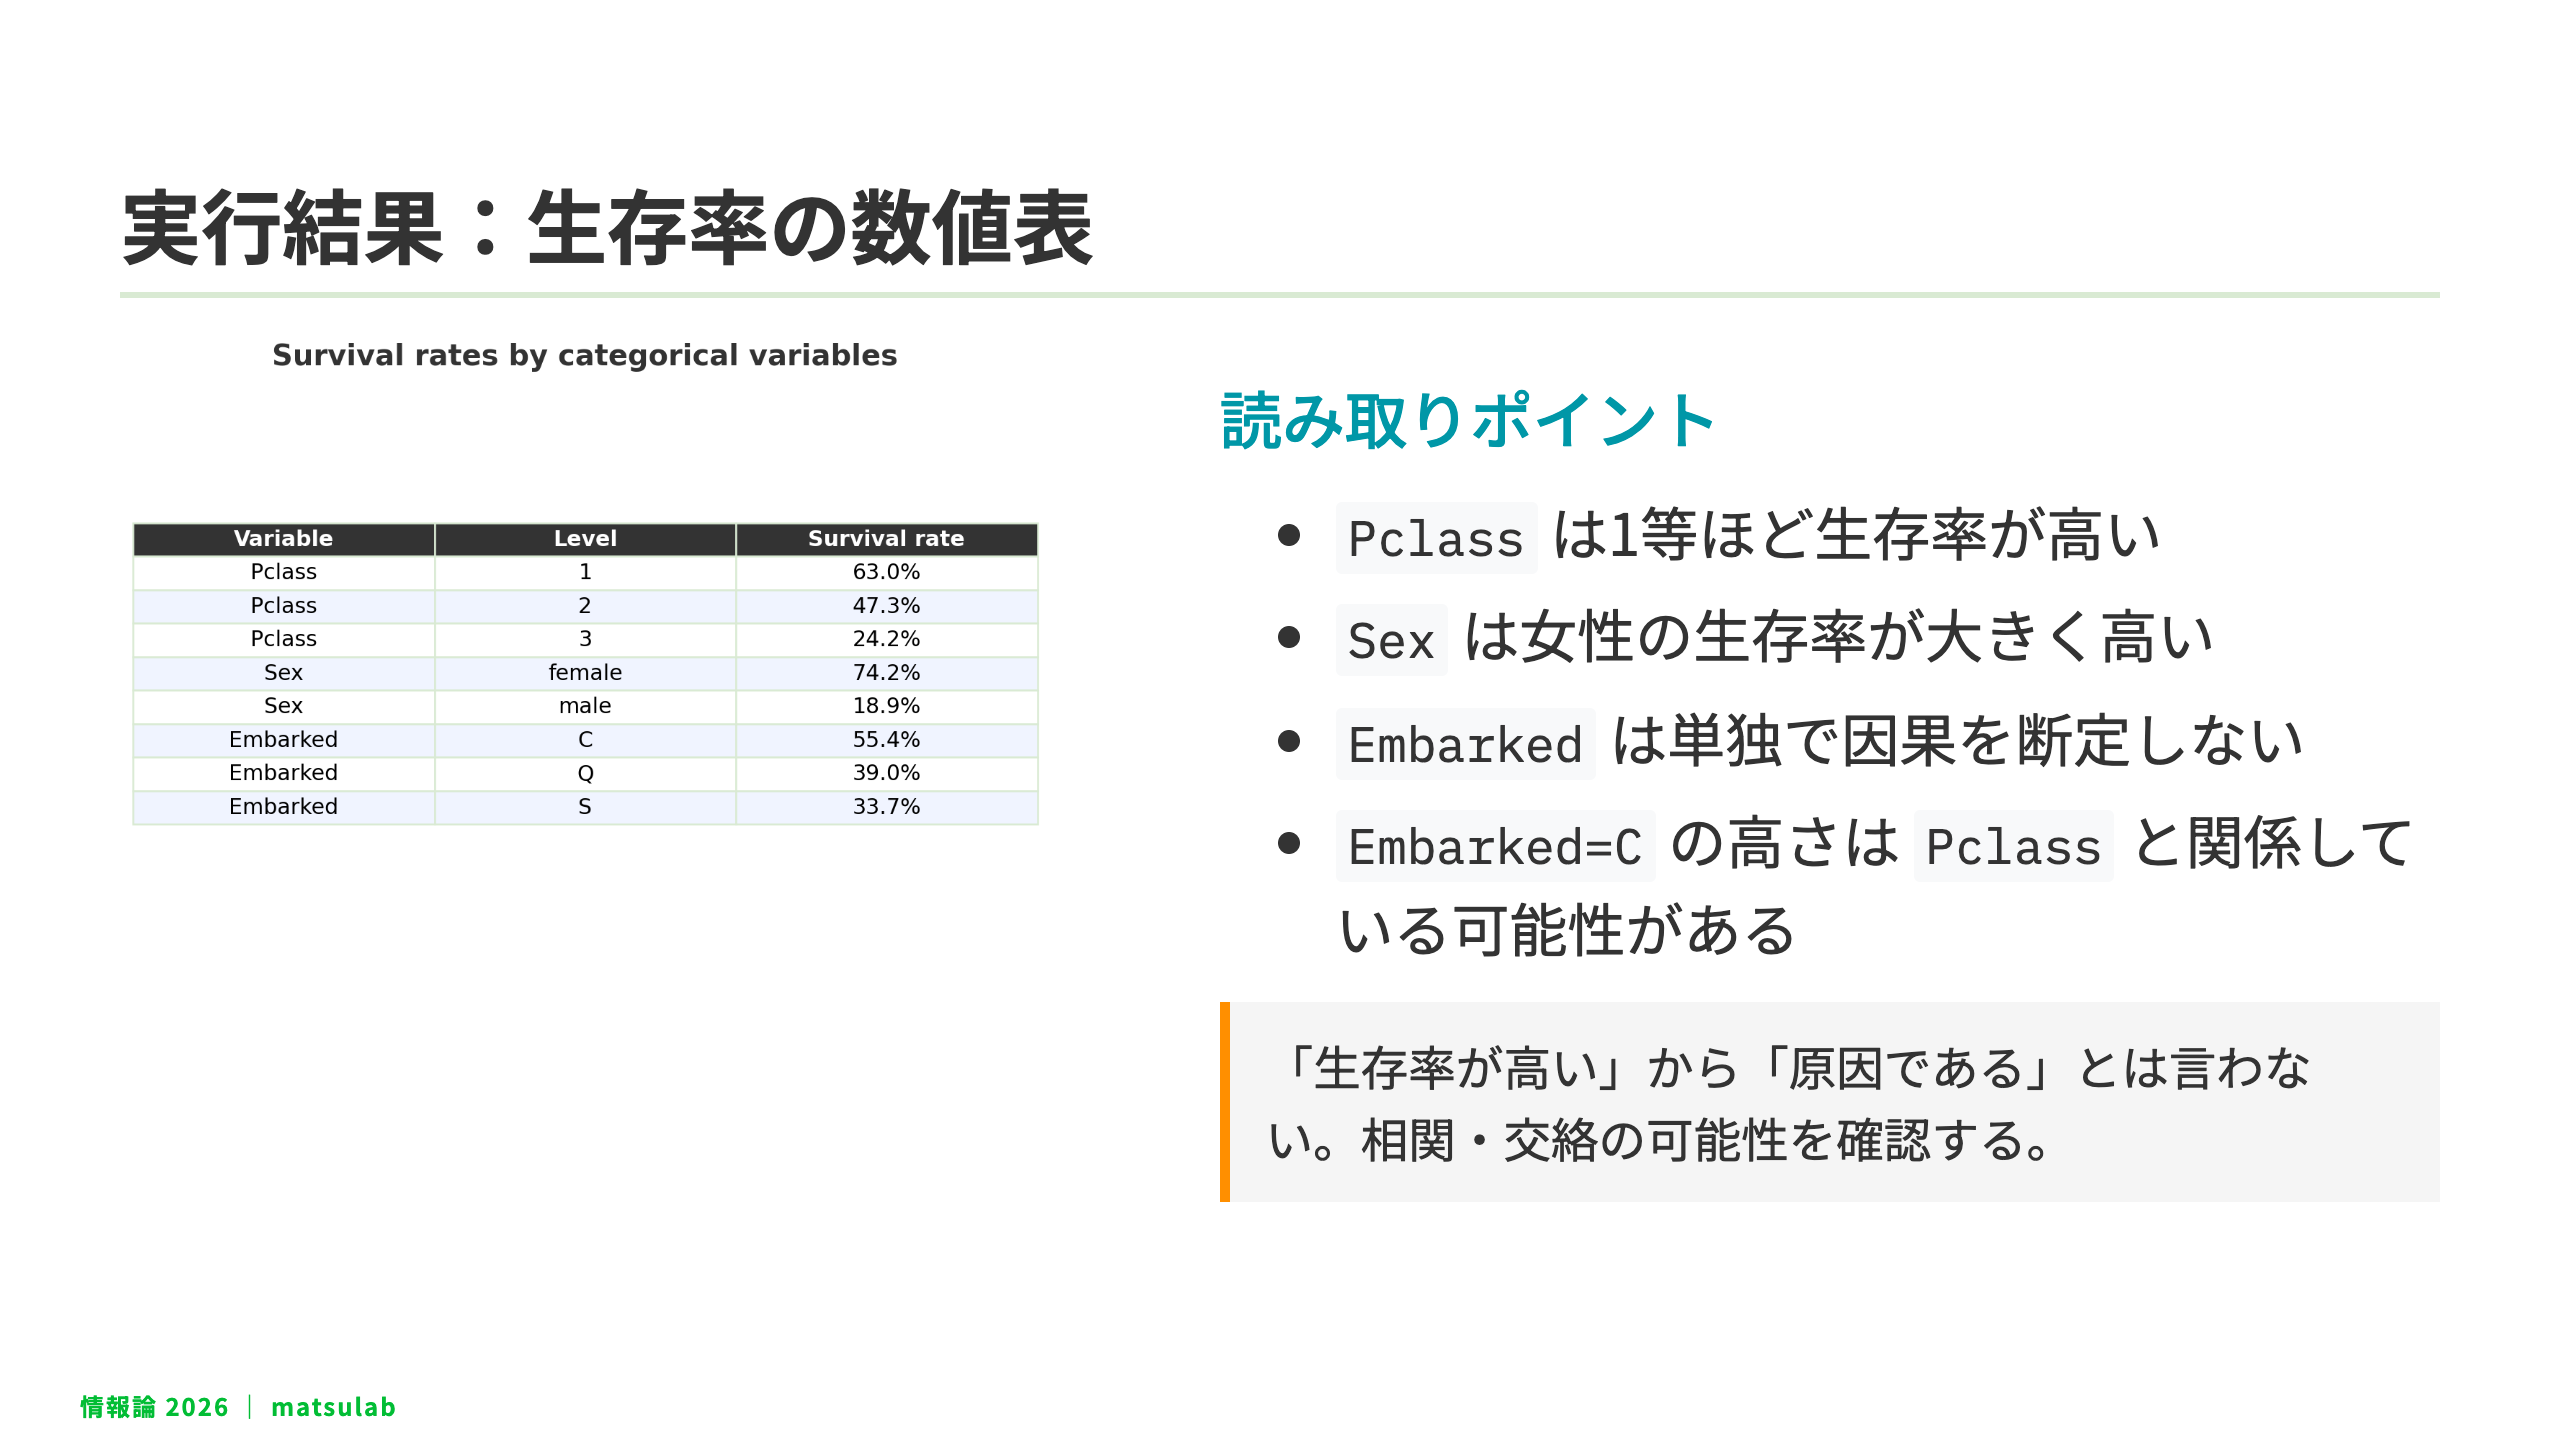 実行結果：生存率の数値表
Survival rates by categorical variables
Variable Level Survival rate
Pclass 1 63.0%
Pclass 2 47.3%
Pclass 3 24.2%
Sex female 74.2%
Sex male 18.9%
Embarked C 55.4%
Embarked Q 39.0%
Embarked S 33.7%
読み取りポイント
• Pclass は1等ほど生存率が高い
• Sex は女性の生存率が大きく高い
• Embarked は単独で因果を断定しない
• Embarked=C の高さは Pclass と関係して
いる可能性がある
「生存率が高い」から「原因である」とは言わな
い。相関・交絡の可能性を確認する。
情報論 2026 | matsulab